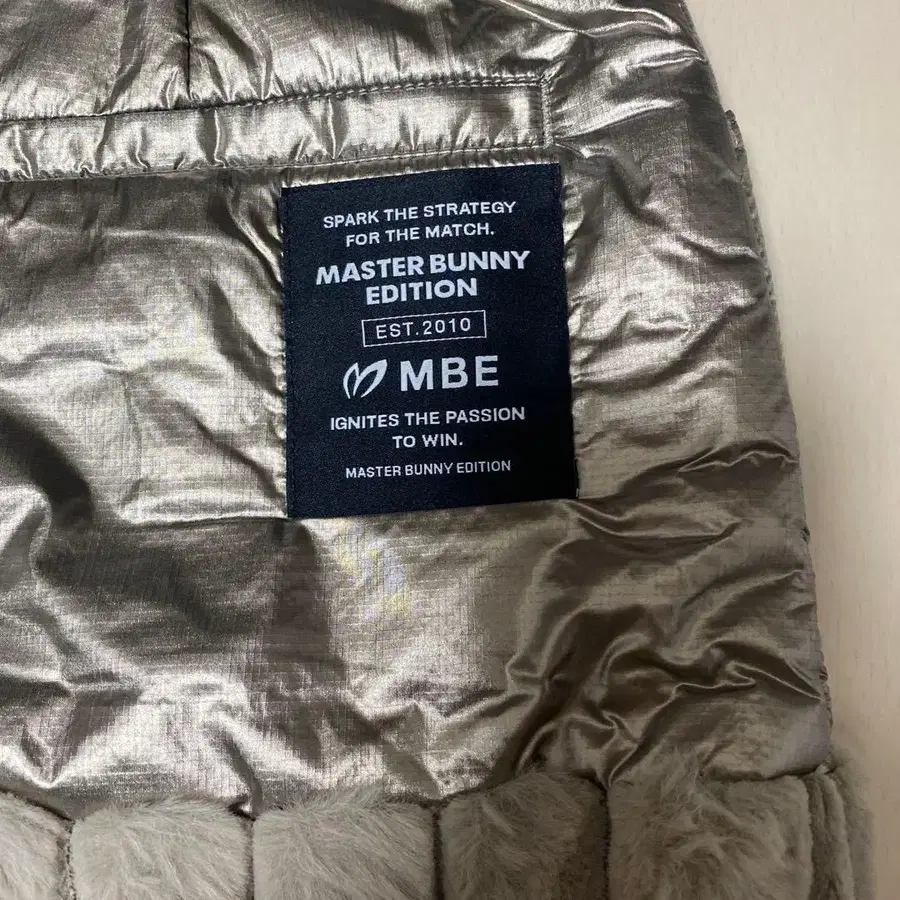 SPARK THE STRATEGY
FOR THE MATCH.
MASTER BUNNY
EDITION
EST.2010
MBE
IGNITES THE PASSION
TO WIN.
MASTER BUNNY EDITION